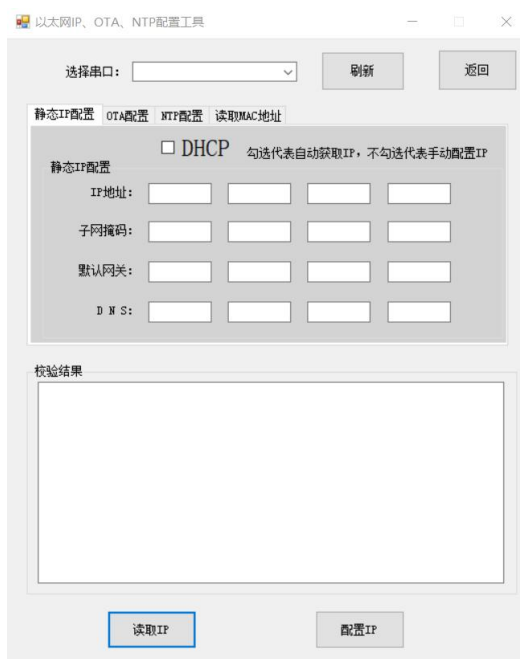 以太网IP、OTA、NTP配置工具
选择串口： 刷新 返回
静态IP配置 OTA配置 NTP配置 读取MAC地址
DHCP 勾选代表自动获取IP，不勾选代表手动配置IP
静态IP配置
IP地址：
子网掩码：
默认网关：
D N S：
校验结果
读取IP 配置IP